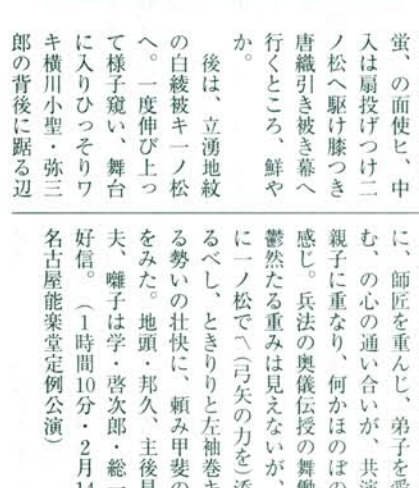 蛍、の面使ヒ、中
入は扇投げつけ二
ノ松へ駆け膝つき
唐織引き被き幕へ
行くところ、鮮や
か。
後は、立湧地紋
の白綾被キ一ノ松
へ。一度伸び上っ
て様子窺い、舞台
に入りひっそりワ
キ横川小聖・弥三
郎の背後に踞る辺
に、師匠を重んじ、弟子を愛
む、の心の通い合いが、共演
親子に重なり、何かほのぼの
感じ。兵法の奥儀伝授の舞働
鬱然たる重みは見えないが、
に一ノ松で〽(弓矢の力を)添
るべし、ときりりと左袖巻キ
る勢いの壮快に、頼み甲斐の
をみた。地頭・邦久、主後見
夫、囃子は学・啓次郎・総一
好信。(1時間10分・2月14
名古屋能楽堂定例公演)